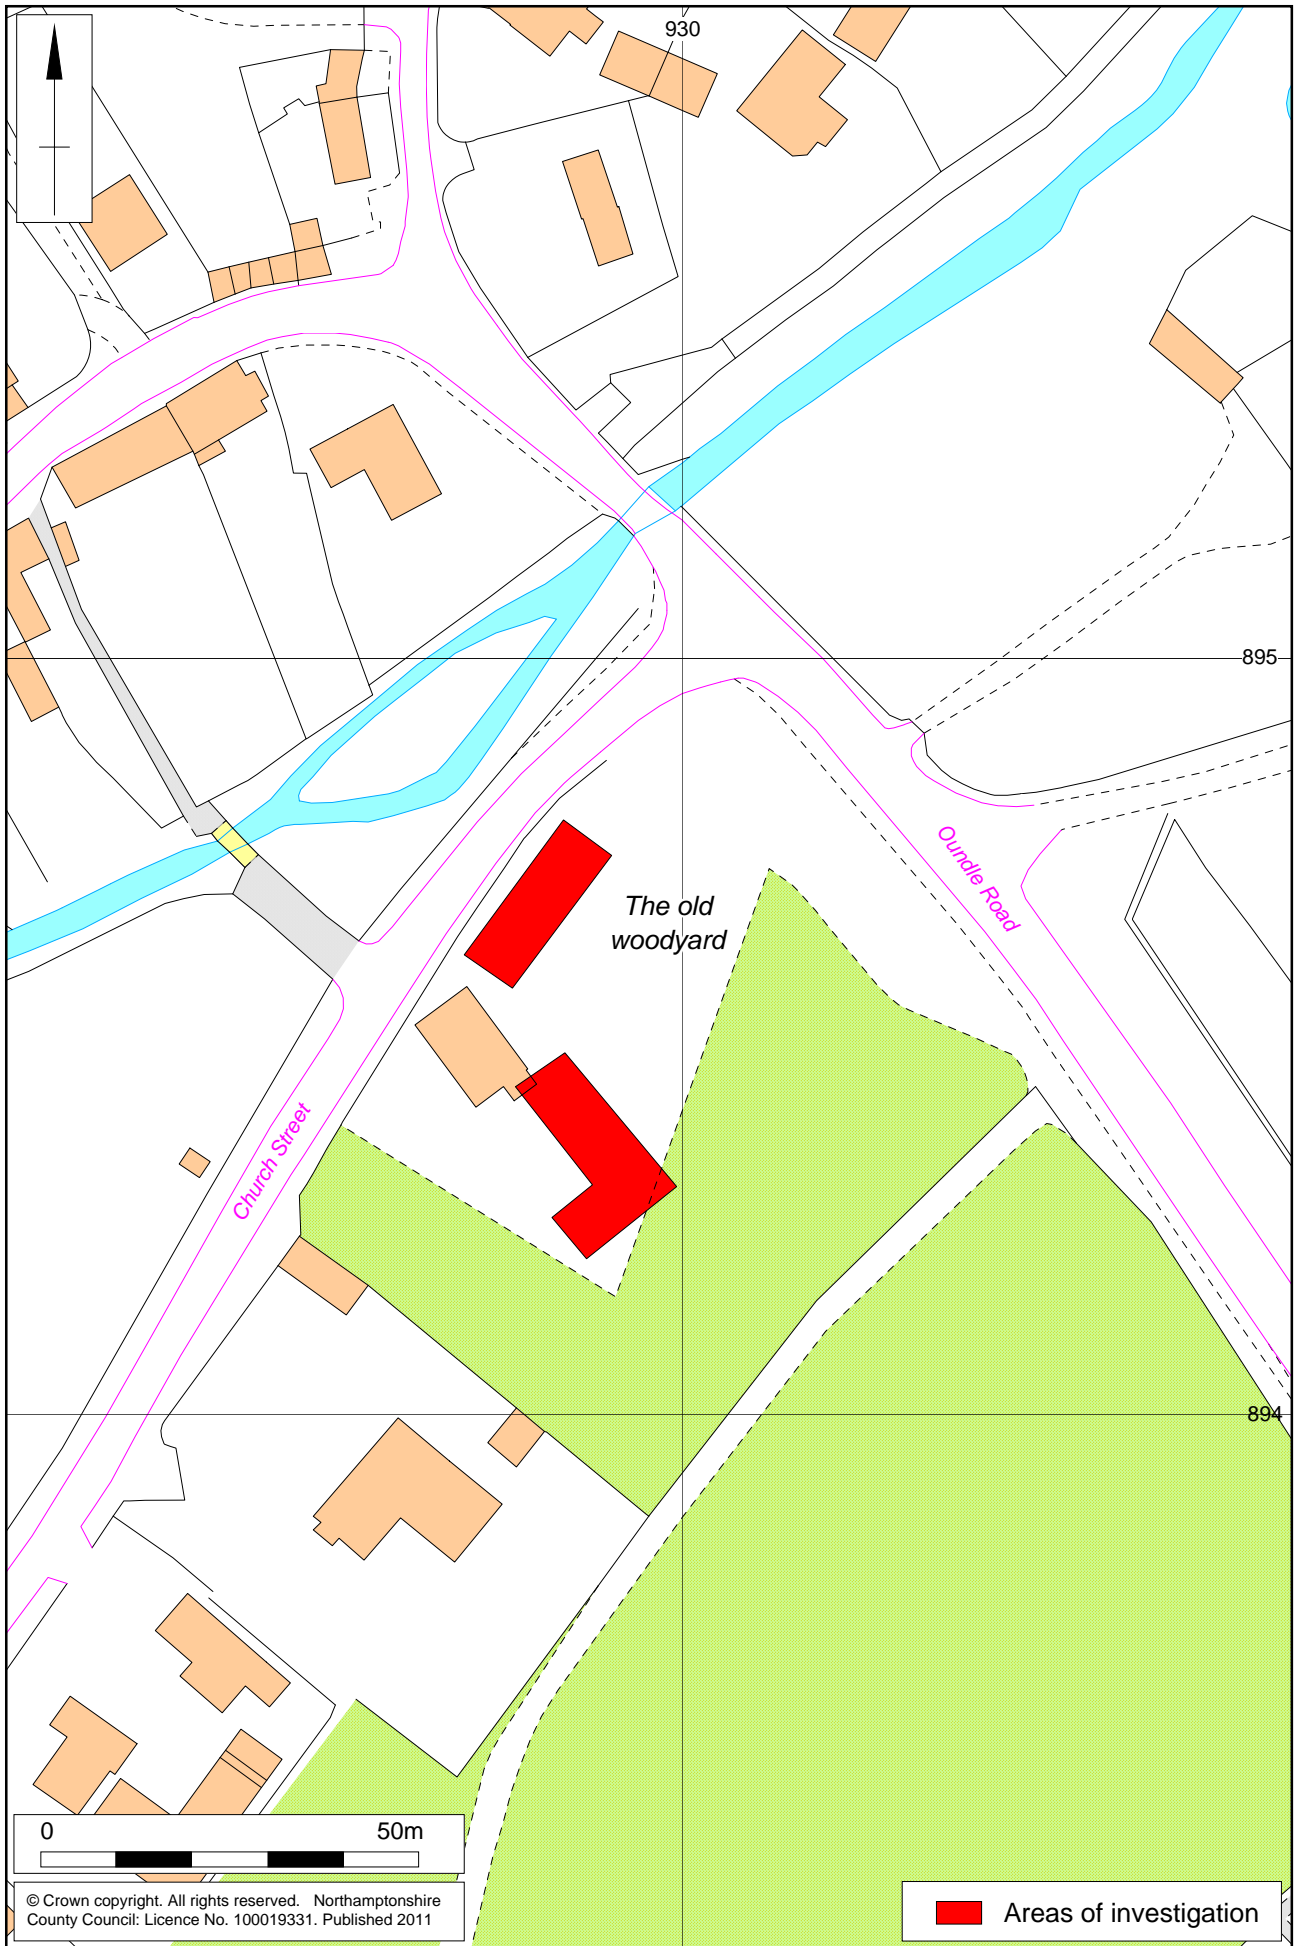 930
895
The old
woodyard
Oundle Road
Church Street
894
0 50m
© Crown copyright. All rights reserved. Northamptonshire
County Council: Licence No. 100019331. Published 2011
Areas of investigation